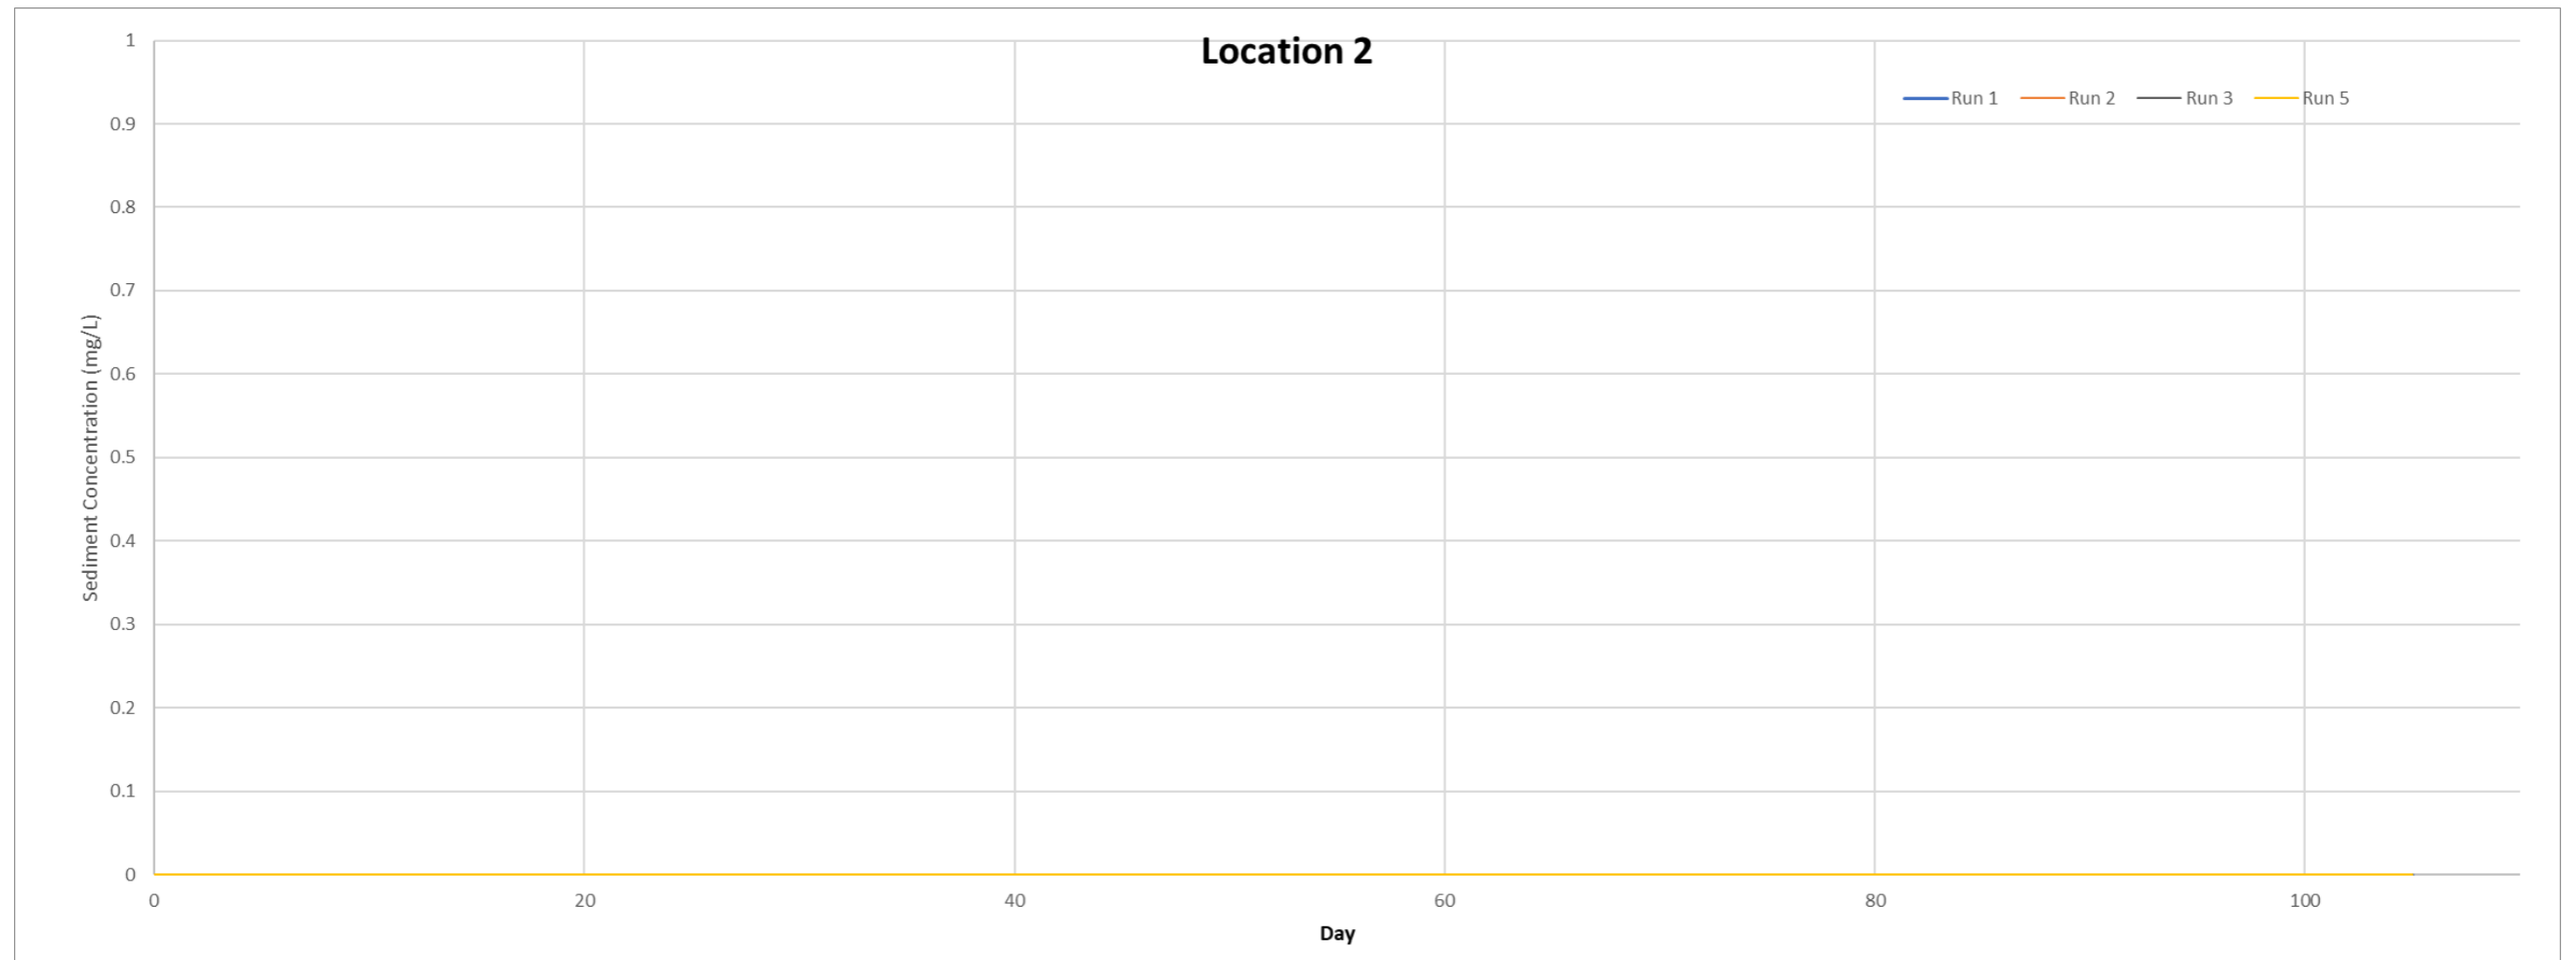 Location 2
Run 1 Run 2 Run 3 Run 5
Sediment Concentration (mg/L)
1
0.9
0.8
0.7
0.6
0.5
0.4
0.3
0.2
0.1
0
0 20 40 60 80 100
Day